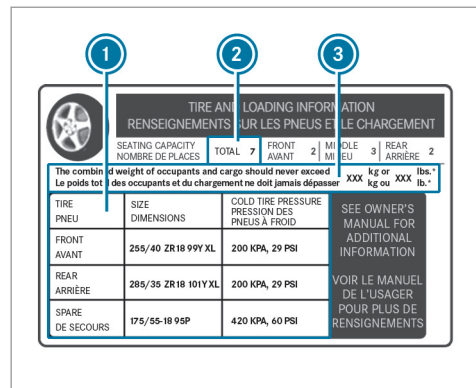 1 2 3
TIRE AND LOADING INFORMATION
RENSEIGNEMENTS SUR LES PNEUS ET LE CHARGEMENT
SEATING CAPACITY
NOMBRE DE PLACES
TOTAL 7
FRONT
AVANT 2
MIDDLE
MILIEU 3
REAR
ARRIÈRE 2
The combined weight of occupants and cargo should never exceed XXX kg or XXX lbs.*
Le poids total des occupants et du chargement ne doit jamais dépasser kg ou lb.*
TIRE
PNEU
SIZE
DIMENSIONS
COLD TIRE PRESSURE
PRESSION DES
PNEUS À FROID
FRONT
AVANT
255/40 ZR18 99Y XL
200 KPA, 29 PSI
REAR
ARRIÈRE
285/35 ZR18 101Y XL
200 KPA, 29 PSI
SPARE
DE SECOURS
175/55-18 95P
420 KPA, 60 PSI
SEE OWNER'S
MANUAL FOR
ADDITIONAL
INFORMATION
VOIR LE MANUEL
DE L'USAGER
POUR PLUS DE
RENSIGNEMENTS